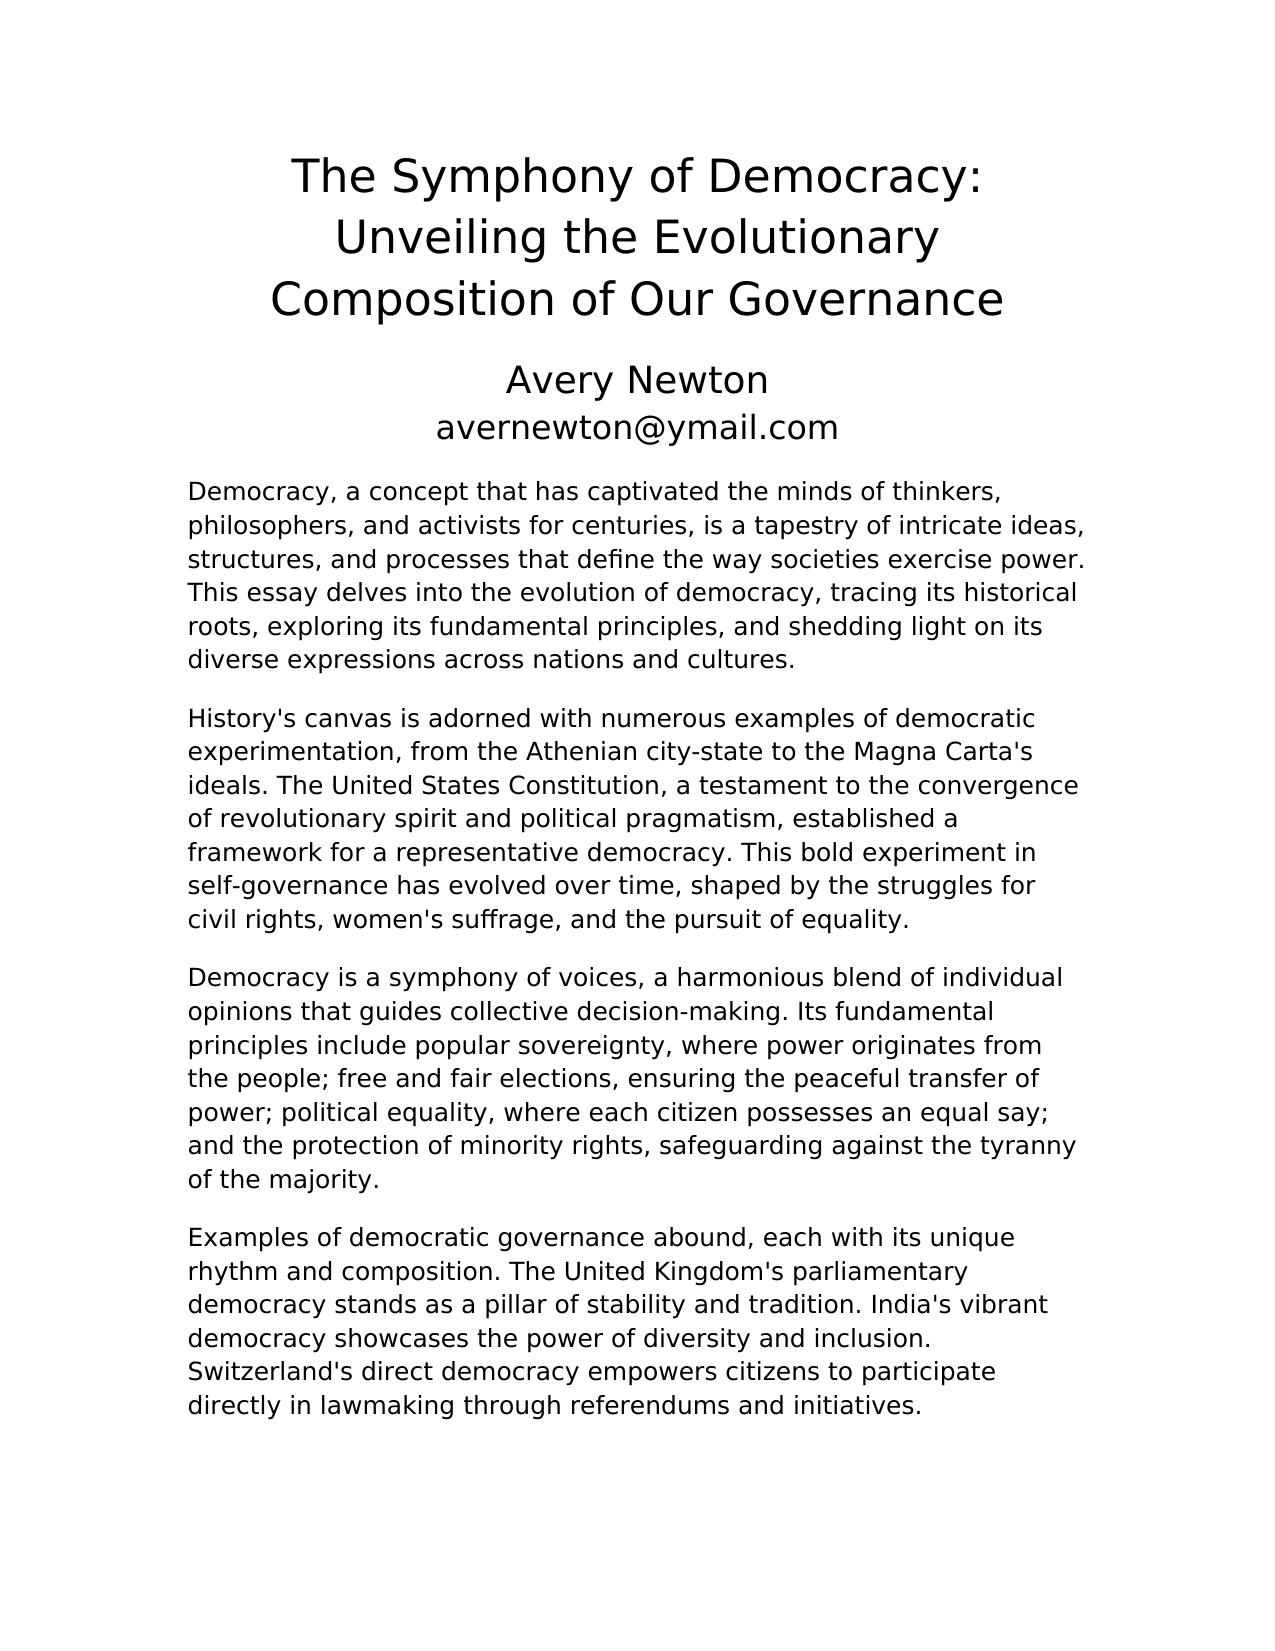 The Symphony of Democracy:
Unveiling the Evolutionary
Composition of Our Governance
Avery Newton
avernewton@ymail.com
Democracy, a concept that has captivated the minds of thinkers,
philosophers, and activists for centuries, is a tapestry of intricate ideas,
structures, and processes that define the way societies exercise power.
This essay delves into the evolution of democracy, tracing its historical
roots, exploring its fundamental principles, and shedding light on its
diverse expressions across nations and cultures.
History's canvas is adorned with numerous examples of democratic
experimentation, from the Athenian city-state to the Magna Carta's
ideals. The United States Constitution, a testament to the convergence
of revolutionary spirit and political pragmatism, established a
framework for a representative democracy. This bold experiment in
self-governance has evolved over time, shaped by the struggles for
civil rights, women's suffrage, and the pursuit of equality.
Democracy is a symphony of voices, a harmonious blend of individual
opinions that guides collective decision-making. Its fundamental
principles include popular sovereignty, where power originates from
the people; free and fair elections, ensuring the peaceful transfer of
power; political equality, where each citizen possesses an equal say;
and the protection of minority rights, safeguarding against the tyranny
of the majority.
Examples of democratic governance abound, each with its unique
rhythm and composition. The United Kingdom's parliamentary
democracy stands as a pillar of stability and tradition. India's vibrant
democracy showcases the power of diversity and inclusion.
Switzerland's direct democracy empowers citizens to participate
directly in lawmaking through referendums and initiatives.